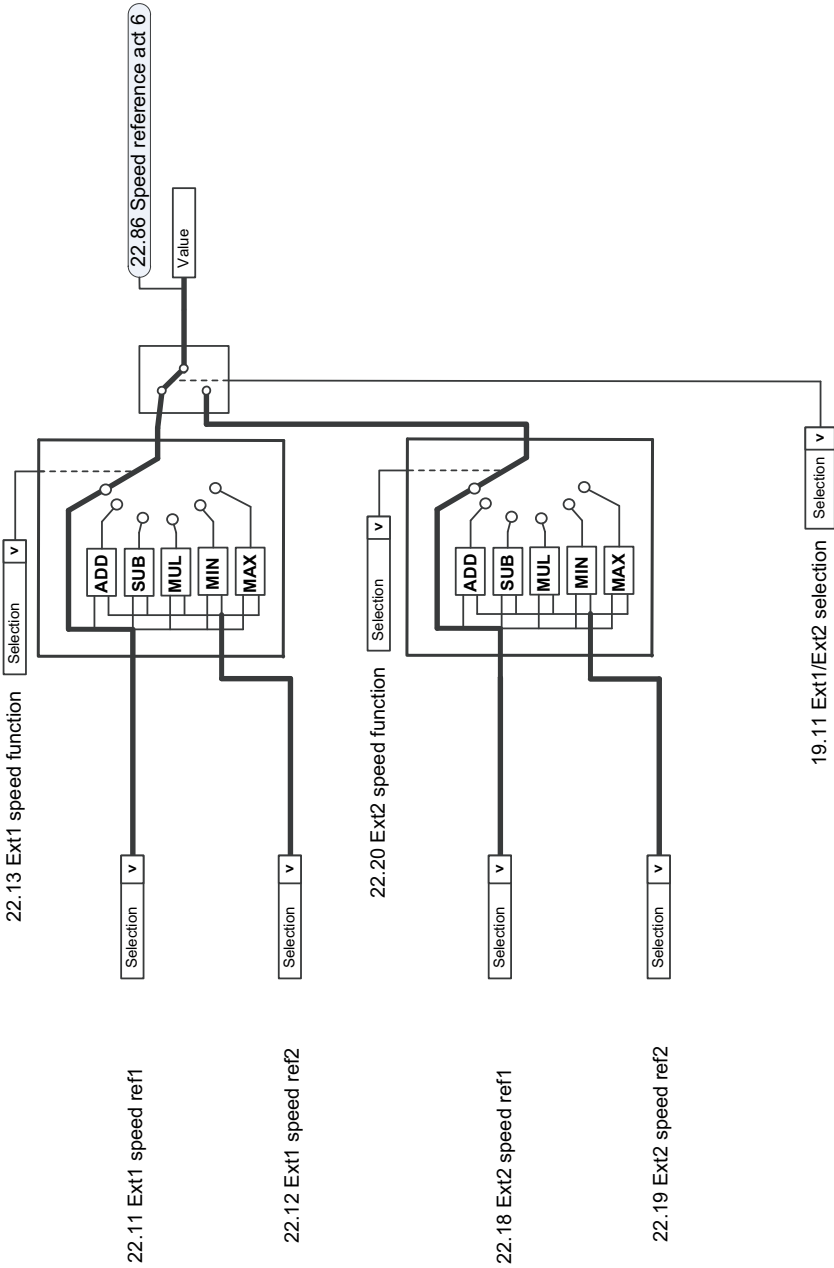 22.13 Ext1 speed function
Selection
v
22.11 Ext1 speed ref1
Selection
v
22.12 Ext1 speed ref2
Selection
v
ADD
SUB
MUL
MIN
MAX
22.86 Speed reference act 6
Value
22.20 Ext2 speed function
Selection
v
22.18 Ext2 speed ref1
Selection
v
22.19 Ext2 speed ref2
Selection
v
ADD
SUB
MUL
MIN
MAX
19.11 Ext1/Ext2 selection
Selection
v